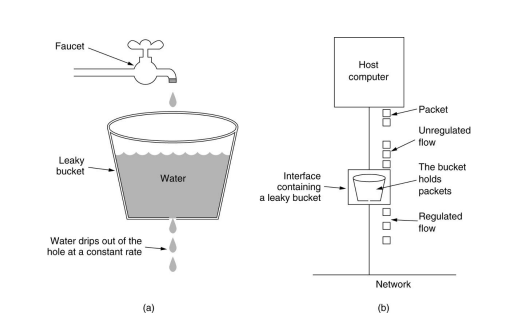 Faucet
Leaky
bucket
Water
Water drips out of the
hole at a constant rate
(a)
Host
computer
Packet
Unregulated
flow
Interface
containing
a leaky bucket
The bucket
holds
packets
Regulated
flow
Network
(b)